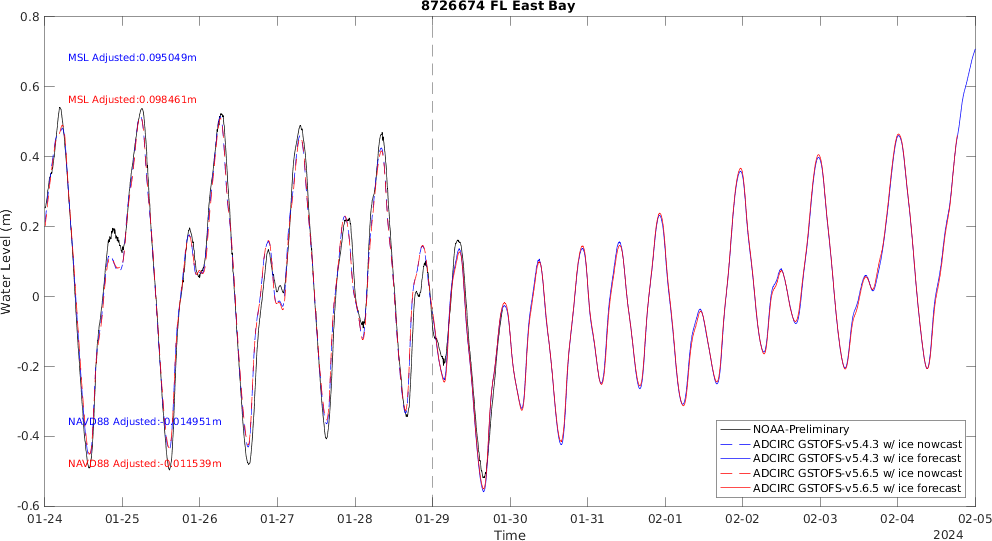 8726674 FL East Bay
0.8
0.6
0.4
0.2
0
-0.2
-0.4
-0.6
Water Level (m)
MSL Adjusted:0.095049m
MSL Adjusted:0.098461m
NAVD88 Adjusted:-0.014951m
NAVD88 Adjusted:-0.011539m
NOAA-Preliminary
ADCIRC GSTOFS-v5.4.3 w/ ice nowcast
ADCIRC GSTOFS-v5.4.3 w/ ice forecast
ADCIRC GSTOFS-v5.6.5 w/ ice nowcast
ADCIRC GSTOFS-v5.6.5 w/ ice forecast
01-24 01-25 01-26 01-27 01-28 01-29 01-30 01-31 02-01 02-02 02-03 02-04 02-05
Time
2024